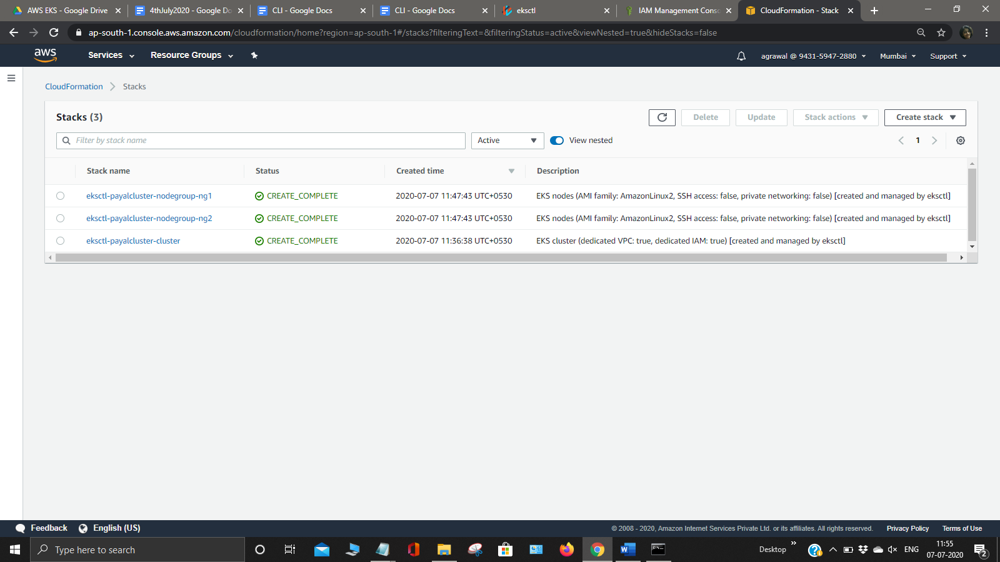 AWS EKS - Google Drive
4thJuly2020 - Google Do
CLI - Google Docs
CLI - Google Docs
eksctl
IAM Management Conso
CloudFormation - Stack
ap-south-1.console.aws.amazon.com/cloudformation/home?region=ap-south-1#/stacks?filteringText=&filteringStatus=active&viewNested=true&hideStacks=false
aws
Services
Resource Groups
agrawal @ 9431-5947-2880
Mumbai
Support
CloudFormation
Stacks
Stacks (3)
Delete
Update
Stack actions
Create stack
Filter by stack name
Active
View nested
1
Stack name
Status
Created time
Description
eksctl-payalcluster-nodegroup-ng1
CREATE_COMPLETE
2020-07-07 11:47:43 UTC+0530
EKS nodes (AMI family: AmazonLinux2, SSH access: false, private networking: false) [created and managed by eksctl]
eksctl-payalcluster-nodegroup-ng2
CREATE_COMPLETE
2020-07-07 11:47:43 UTC+0530
EKS nodes (AMI family: AmazonLinux2, SSH access: false, private networking: false) [created and managed by eksctl]
eksctl-payalcluster-cluster
CREATE_COMPLETE
2020-07-07 11:36:38 UTC+0530
EKS cluster (dedicated VPC: true, dedicated IAM: true) [created and managed by eksctl]
Feedback
English (US)
© 2008 - 2020, Amazon Internet Services Private Ltd. or its affiliates. All rights reserved.
Privacy Policy
Terms of Use
Type here to search
Desktop
ENG
11:55
07-07-2020
2